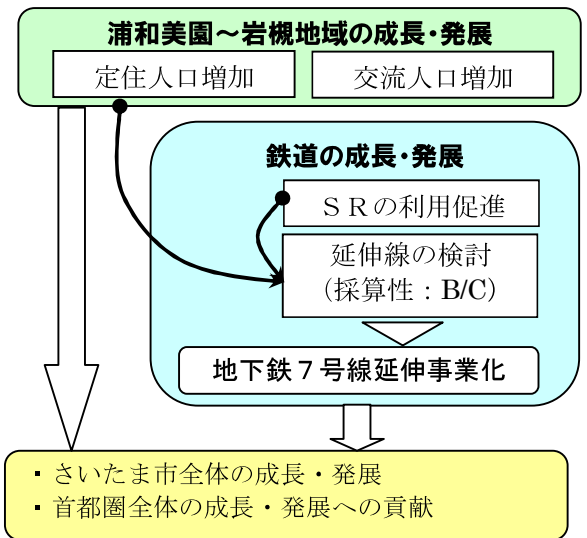 浦和美園～岩槻地域の成長・発展
定住人口増加
交流人口増加
鉄道の成長・発展
ＳＲの利用促進
延伸線の検討
（採算性：B/C）
地下鉄７号線延伸事業化
・さいたま市全体の成長・発展
・首都圏全体の成長・発展への貢献